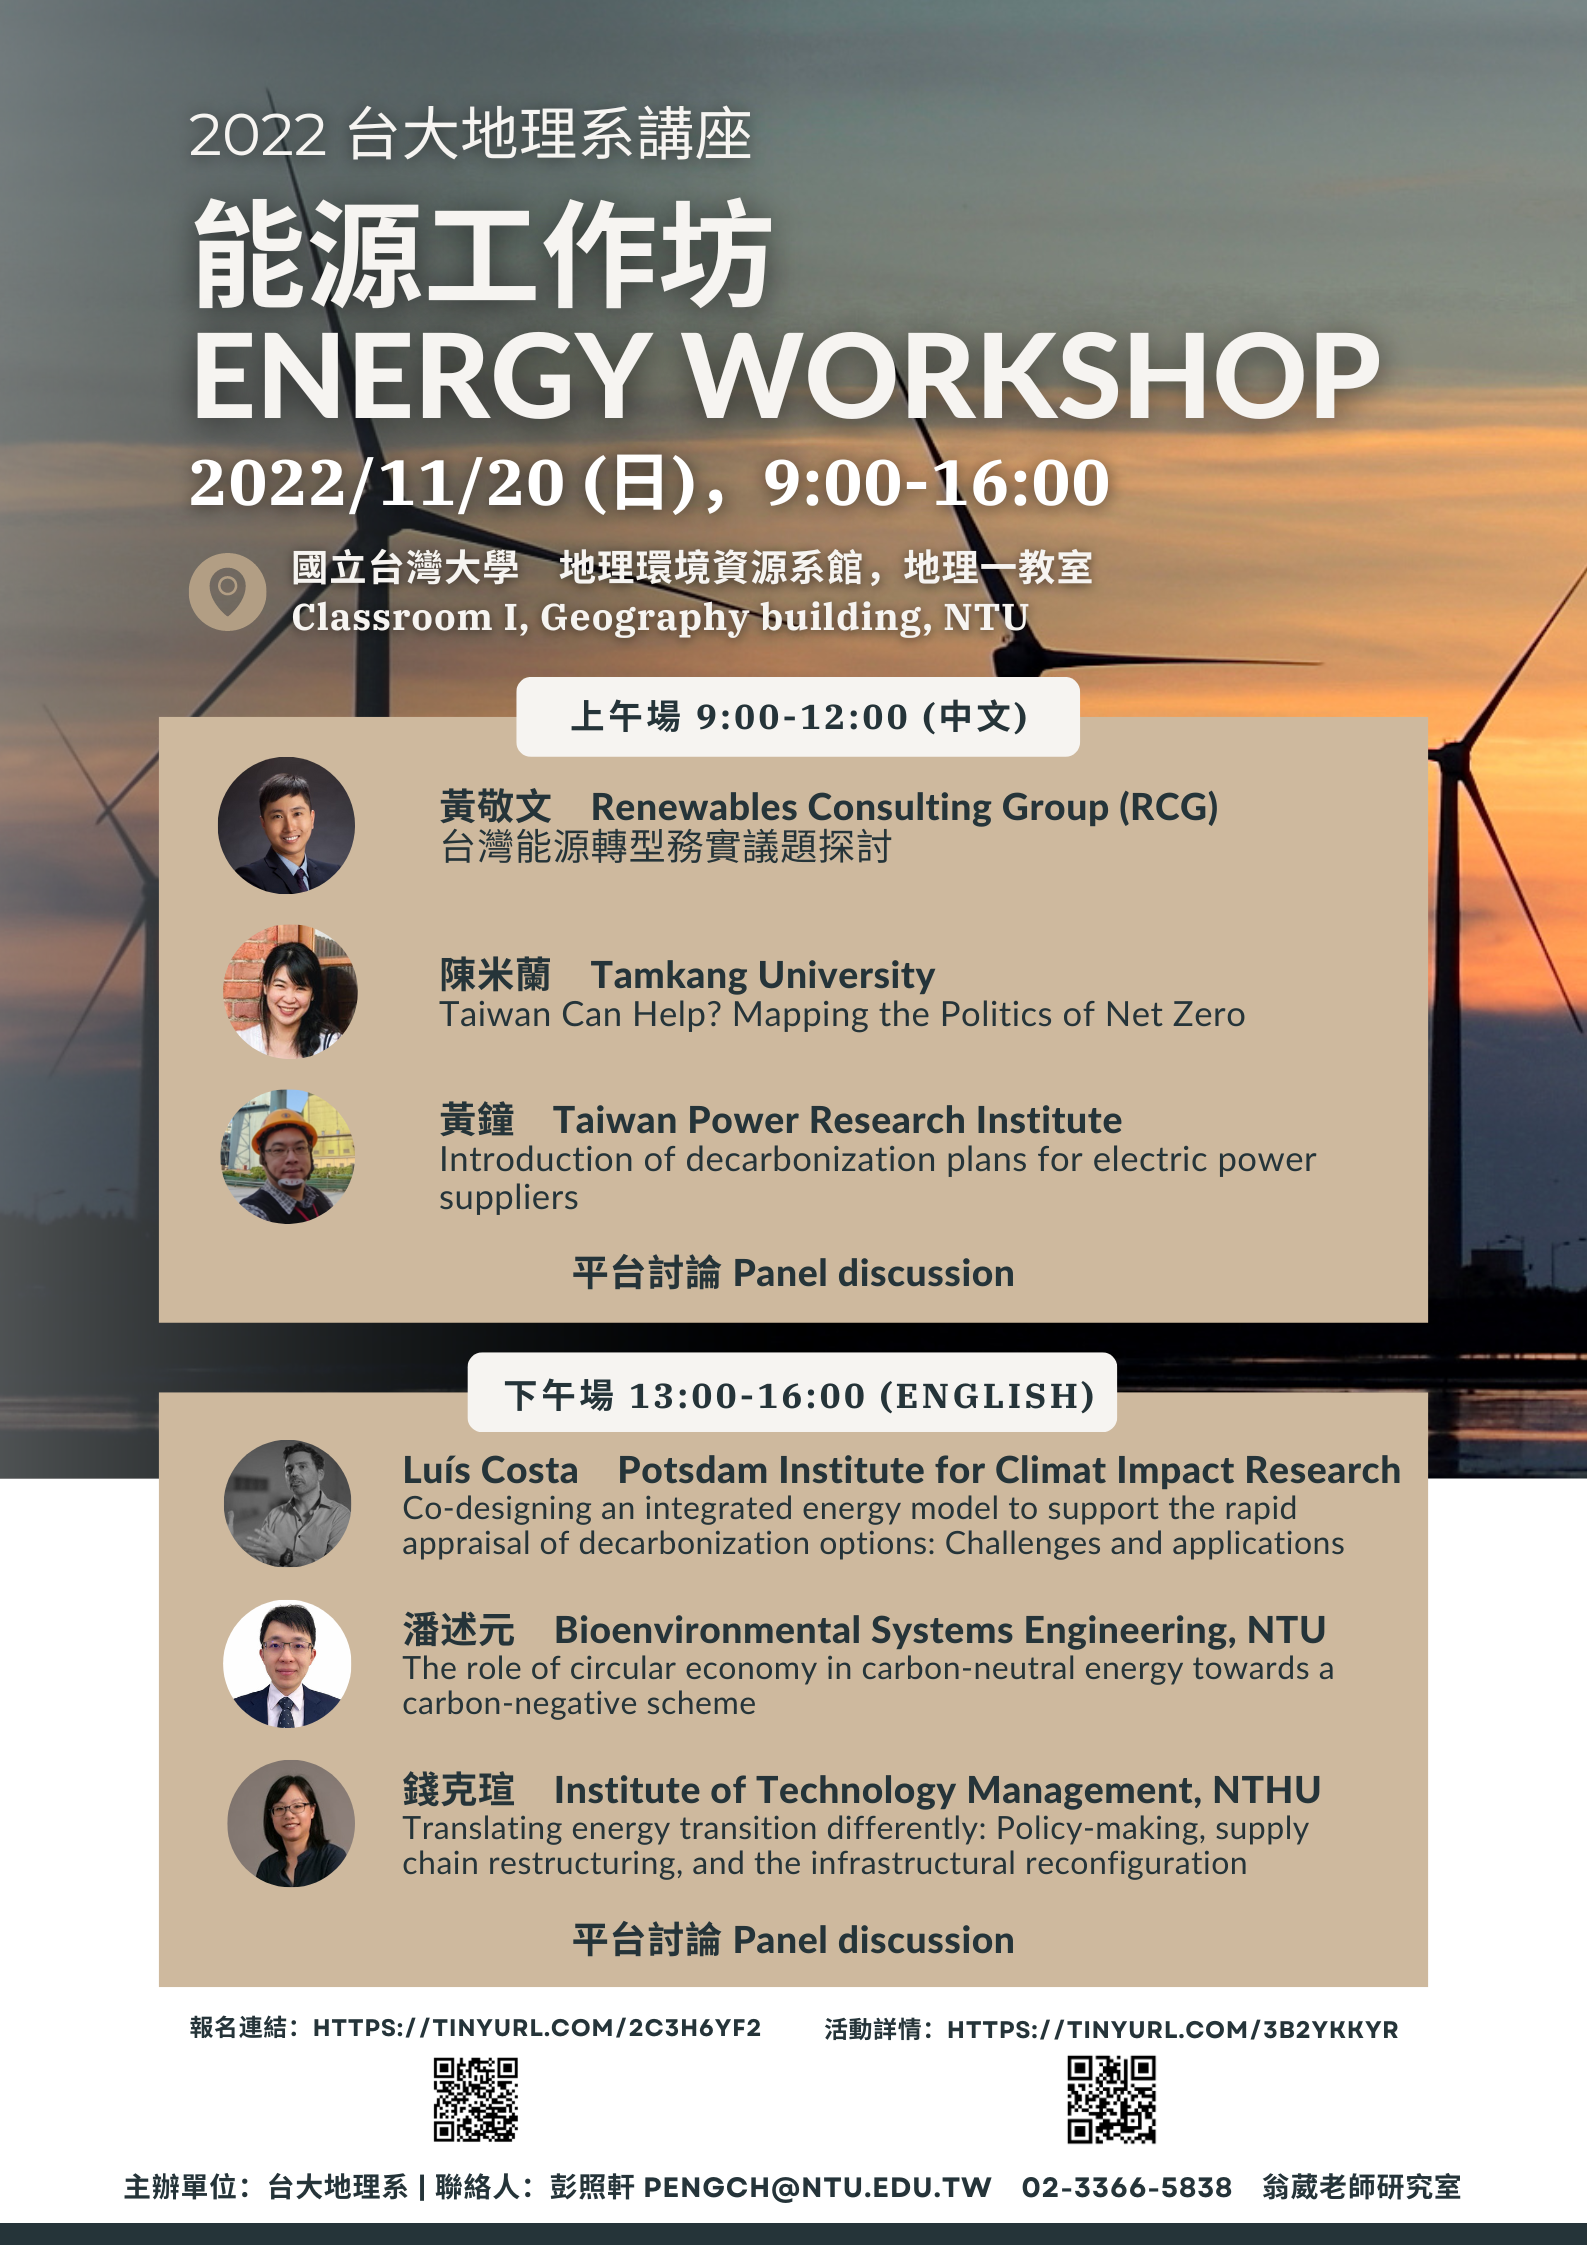 2022 台大地理系講座
能源工作坊
ENERGY WORKSHOP
2022/11/20 (日)，9:00-16:00
國立台灣大學　地理環境資源系館，地理一教室
Classroom I, Geography building, NTU
上午場 9:00-12:00 (中文)
黃敬文　Renewables Consulting Group (RCG)
台灣能源轉型務實議題探討
陳米蘭　Tamkang University
Taiwan Can Help? Mapping the Politics of Net Zero
黃鐘　Taiwan Power Research Institute
Introduction of decarbonization plans for electric power
suppliers
平台討論 Panel discussion
下午場 13:00-16:00 (ENGLISH)
Luís Costa　Potsdam Institute for Climat Impact Research
Co-designing an integrated energy model to support the rapid
appraisal of decarbonization options: Challenges and applications
潘述元　Bioenvironmental Systems Engineering, NTU
The role of circular economy in carbon-neutral energy towards a
carbon-negative scheme
錢克瑄　Institute of Technology Management, NTHU
Translating energy transition differently: Policy-making, supply
chain restructuring, and the infrastructural reconfiguration
平台討論 Panel discussion
報名連結：HTTPS://TINYURL.COM/2C3H6YF2
活動詳情：HTTPS://TINYURL.COM/3B2YKKYR
主辦單位：台大地理系 | 聯絡人：彭照軒 PENGCH@NTU.EDU.TW　02-3366-5838　翁葳老師研究室